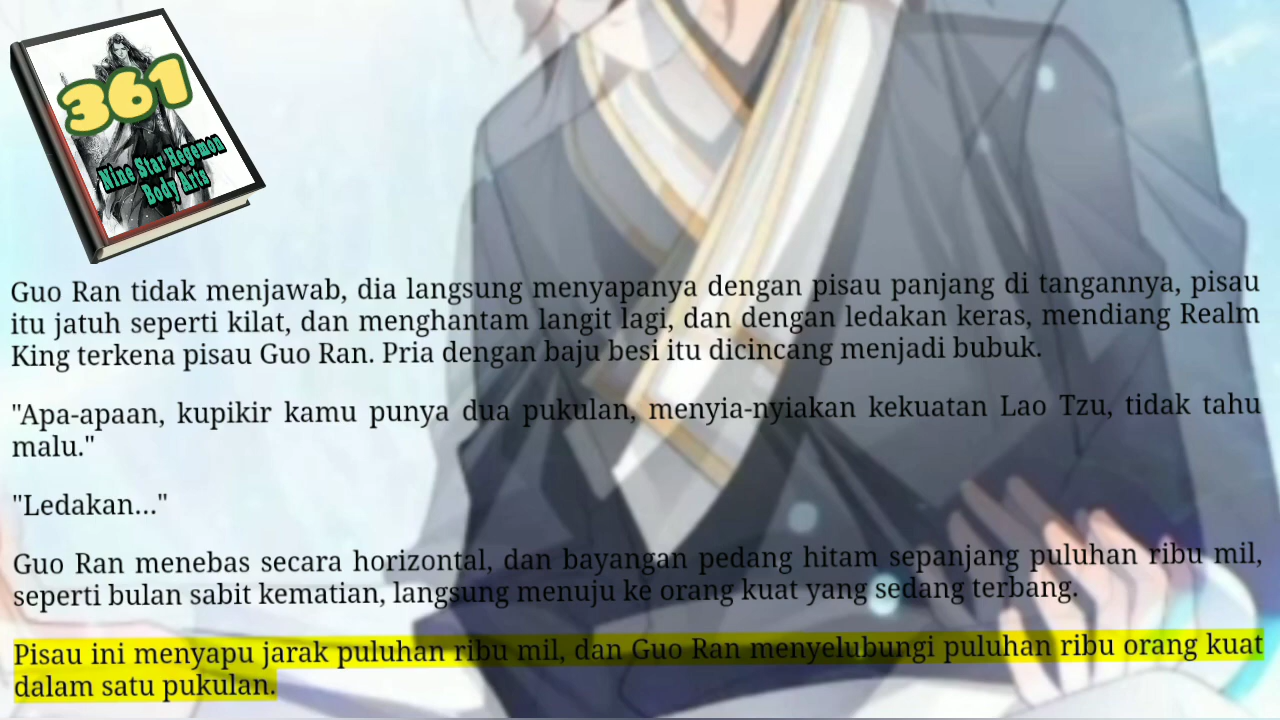 361
Nine Star Hegemon
Body Arts
Guo Ran tidak menjawab, dia langsung menyapanya dengan pisau panjang di tangannya, pisau
itu jatuh seperti kilat, dan menghantam langit lagi, dan dengan ledakan keras, mendiang Realm
King terkena pisau Guo Ran. Pria dengan baju besi itu dicincang menjadi bubuk.
"Apa-apaan, kupikir kamu punya dua pukulan, menyia-nyiakan kekuatan Lao Tzu, tidak tahu
malu."
"Ledakan..."
Guo Ran menebas secara horizontal, dan bayangan pedang hitam sepanjang puluhan ribu mil,
seperti bulan sabit kematian, langsung menuju ke orang kuat yang sedang terbang.
Pisau ini menyapu jarak puluhan ribu mil, dan Guo Ran menyelubungi puluhan ribu orang kuat
dalam satu pukulan.